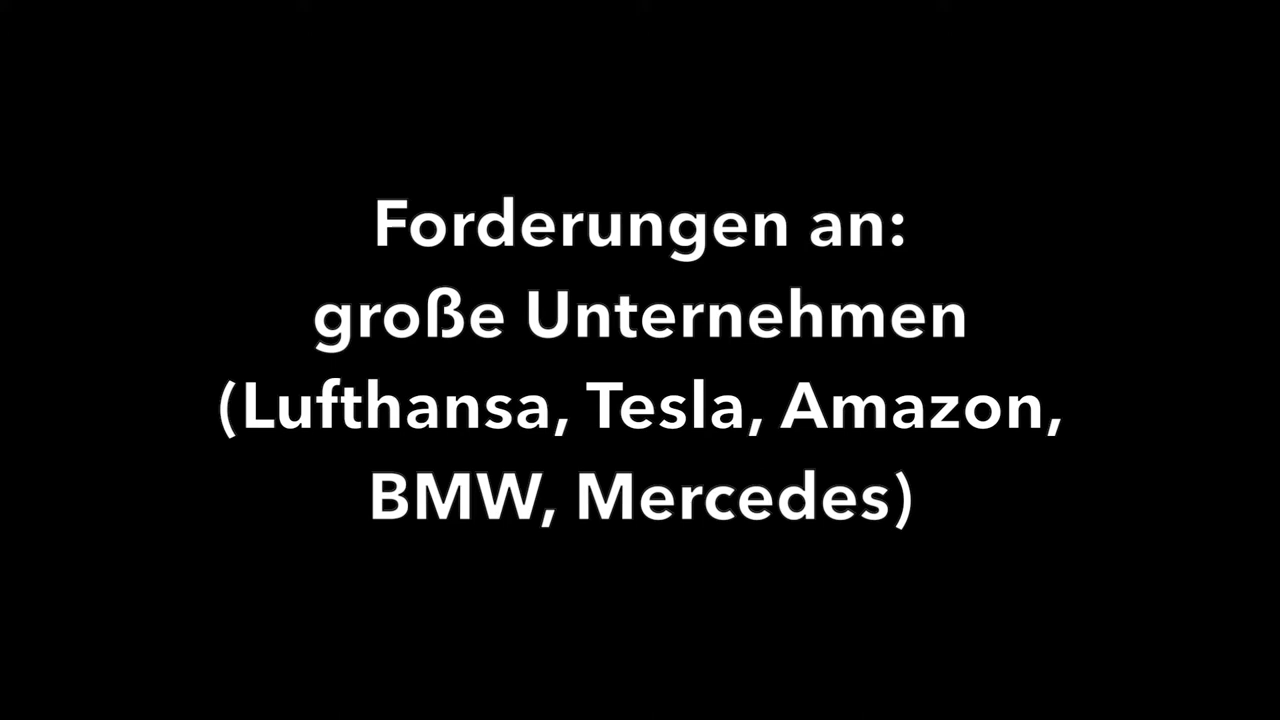 Forderungen an:
große Unternehmen
(Lufthansa, Tesla, Amazon,
BMW, Mercedes)